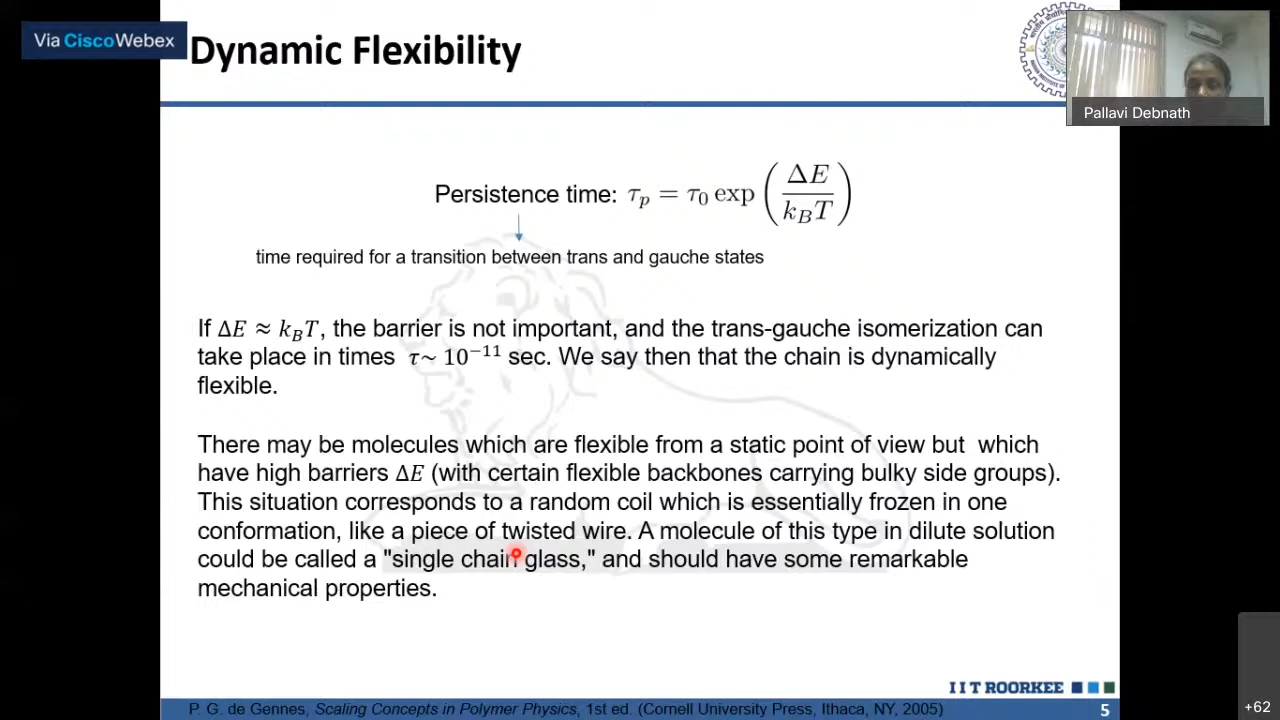 Via Cisco Webex
Dynamic Flexibility
Pallavi Debnath
Persistence time: τ_p = τ_0 exp(ΔE / k_B T)
time required for a transition between trans and gauche states
If ΔE ≈ k_BT, the barrier is not important, and the trans-gauche isomerization can
take place in times τ~ 10⁻¹¹ sec. We say then that the chain is dynamically
flexible.
There may be molecules which are flexible from a static point of view but which
have high barriers ΔE (with certain flexible backbones carrying bulky side groups).
This situation corresponds to a random coil which is essentially frozen in one
conformation, like a piece of twisted wire. A molecule of this type in dilute solution
could be called a "single chain glass," and should have some remarkable
mechanical properties.
I I T ROORKEE
P. G. de Gennes, Scaling Concepts in Polymer Physics, 1st ed. (Cornell University Press, Ithaca, NY, 2005)
5
+62